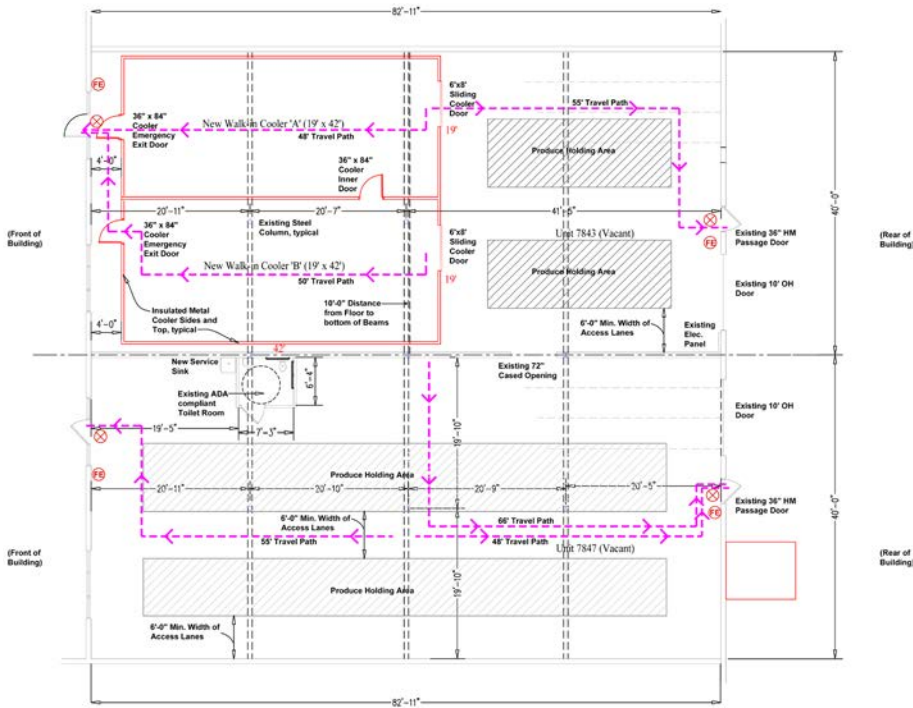 82'-11"
FE
36" x 84"
Cooler
Emergency
Exit Door
New Walk-in Cooler 'A' (19' x 42')
48' Travel Path
6'x8'
Sliding
Cooler
Door
19'
55' Travel Path
Produce Holding Area
4'-0"
36" x 84"
Cooler
Inner
Door
40'-0"
20'-11"
20'-7"
41'-5"
(Front of
Building)
36" x 84"
Cooler
Emergency
Exit Door
Existing Steel
Column, typical
6'x8'
Sliding
Cooler
Door
Unit 7843 (Vacant)
FE
Existing 36" HM
Passage Door
(Rear of
Building)
New Walk-in Cooler 'B' (19' x 42')
50' Travel Path
19'
Produce Holding Area
Existing 10' OH
Door
Insulated Metal
Cooler Sides and
Top, typical
10'-0" Distance
from Floor to
bottom of Beams
6'-0" Min. Width of
Access Lanes
Existing
Elec.
Panel
4'-0"
42'
New Service
Sink
Existing ADA
compliant
Toilet Room
6'-4"
Existing 72"
Cased Opening
19'-5"
7'-3"
19'-10"
Existing 10' OH
Door
FE
Produce Holding Area
20'-11"
20'-10"
20'-9"
20'-5"
Existing 36" HM
Passage Door
40'-0"
FE
6'-0" Min. Width of
Access Lanes
66' Travel Path
55' Travel Path
48' Travel Path
Unit 7847 (Vacant)
(Front of
Building)
(Rear of
Building)
Produce Holding Area
19'-10"
6'-0" Min. Width of
Access Lanes
82'-11"